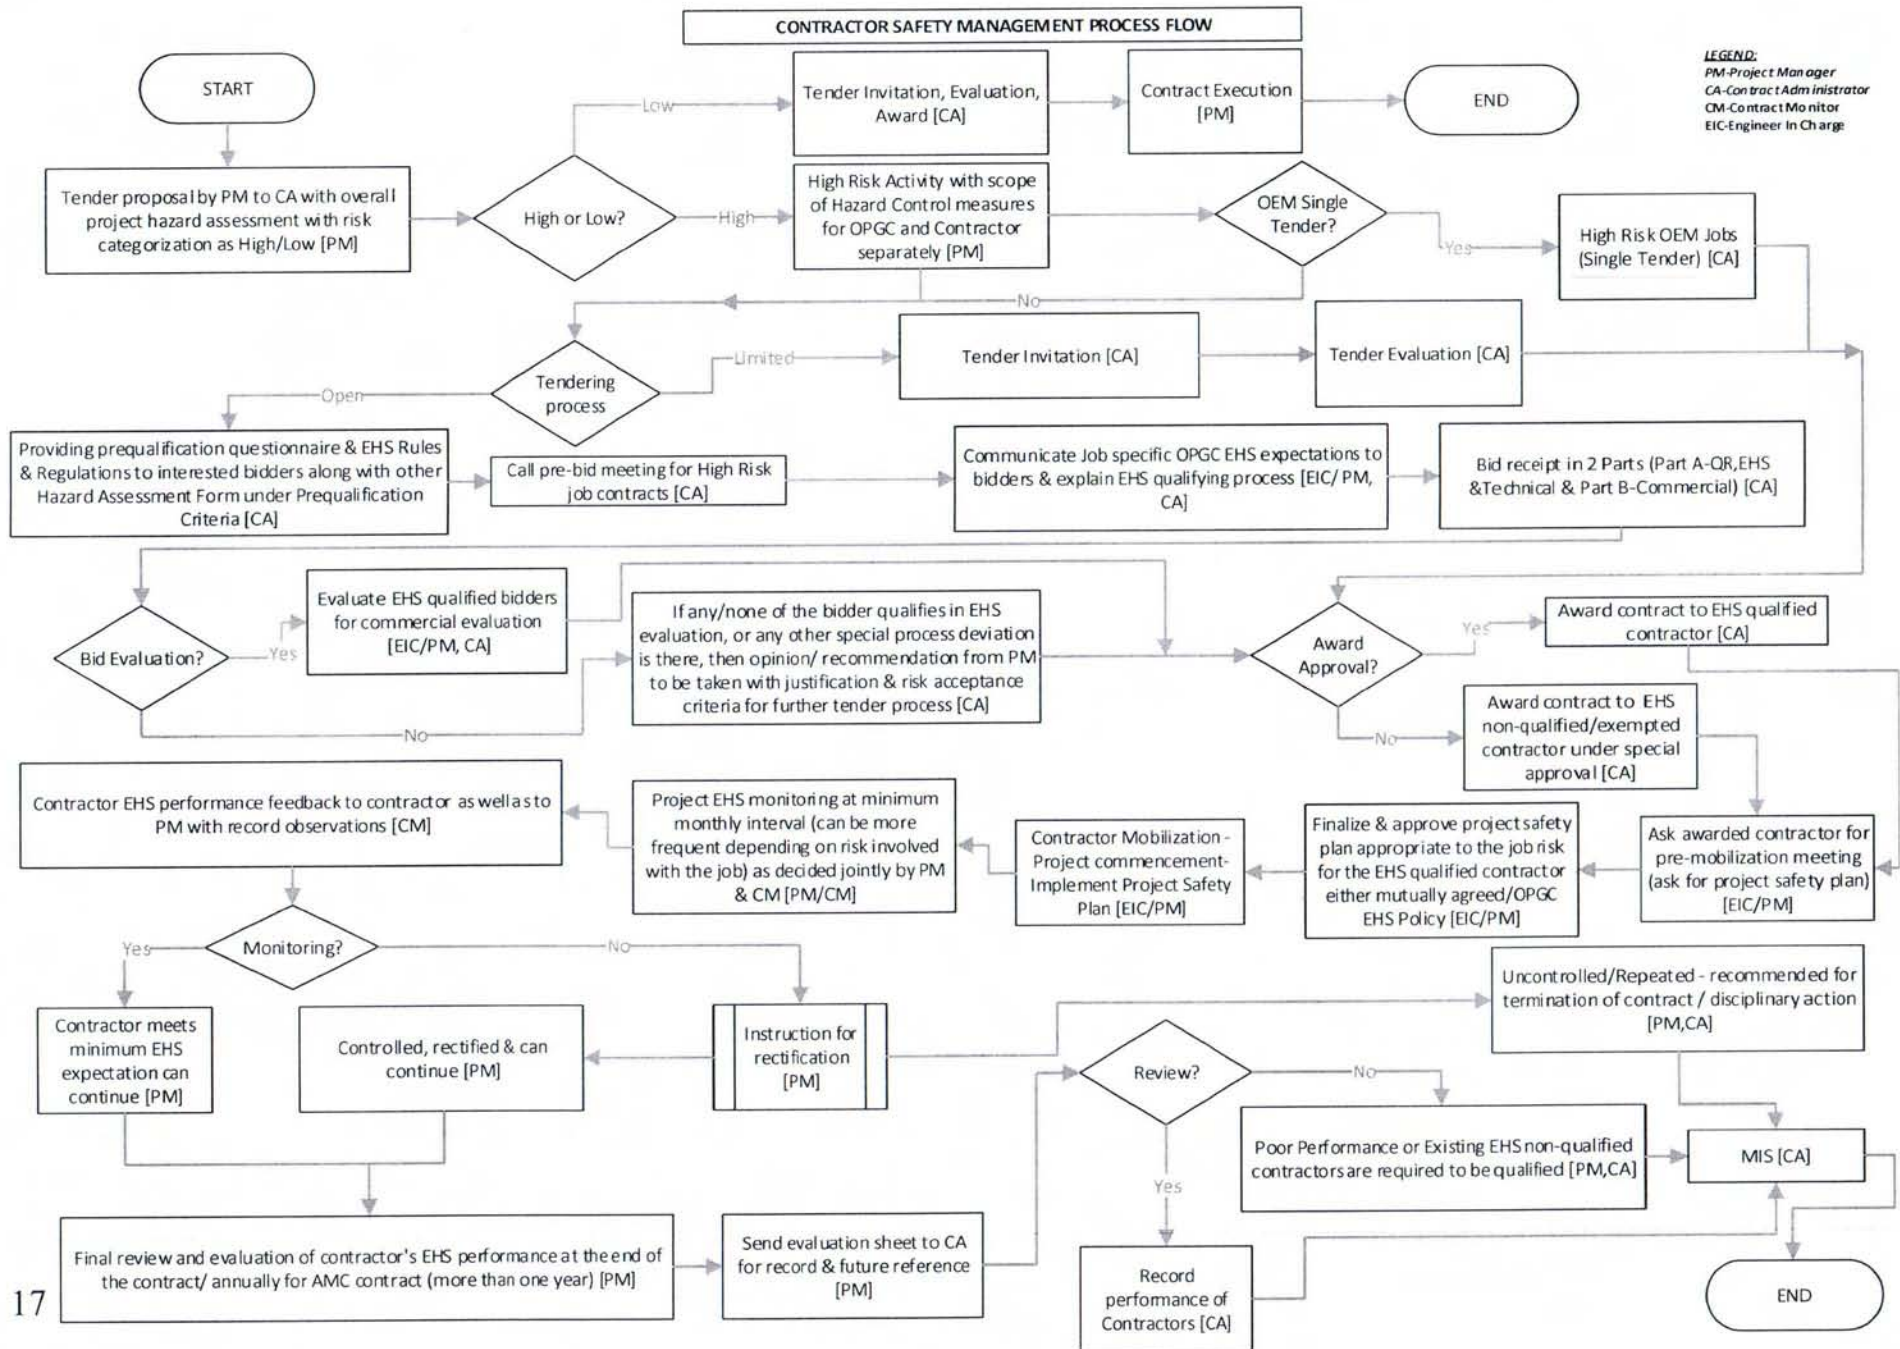 CONTRACTOR SAFETY MANAGEMENT PROCESS FLOW
LEGEND:
PM-Project Manager
CA-Contract Administrator
CM-Contract Monitor
EIC-Engineer In Charge
START
Low
Tender Invitation, Evaluation,
Award [CA]
Contract Execution
[PM]
END
Tender proposal by PM to CA with overall
project hazard assessment with risk
categorization as High/Low [PM]
High or Low?
High
High Risk Activity with scope
of Hazard Control measures
for OPGC and Contractor
separately [PM]
OEM Single
Tender?
Yes
High Risk OEM Jobs
(Single Tender) [CA]
No
Tendering
process
Limited
Tender Invitation [CA]
Tender Evaluation [CA]
Open
Providing prequalification questionnaire & EHS Rules
& Regulations to interested bidders along with other
Hazard Assessment Form under Prequalification
Criteria [CA]
Call pre-bid meeting for High Risk
job contracts [CA]
Communicate Job specific OPGC EHS expectations to
bidders & explain EHS qualifying process [EIC/ PM,
CA]
Bid receipt in 2 Parts (Part A-QR,EHS
&Technical & Part B-Commercial) [CA]
Bid Evaluation?
Yes
Evaluate EHS qualified bidders
for commercial evaluation
[EIC/PM, CA]
No
If any/none of the bidder qualifies in EHS
evaluation, or any other special process deviation
is there, then opinion/ recommendation from PM
to be taken with justification & risk acceptance
criteria for further tender process [CA]
Award
Approval?
Yes
Award contract to EHS qualified
contractor [CA]
No
Award contract to EHS
non-qualified/exempted
contractor under special
approval [CA]
Contractor EHS performance feedback to contractor as well as to
PM with record observations [CM]
Project EHS monitoring at minimum
monthly interval (can be more
frequent depending on risk involved
with the job) as decided jointly by PM
& CM [PM/CM]
Contractor Mobilization -
Project commencement-
Implement Project Safety
Plan [EIC/PM]
Finalize & approve project safety
plan appropriate to the job risk
for the EHS qualified contractor
either mutually agreed/OPGC
EHS Policy [EIC/PM]
Ask awarded contractor for
pre-mobilization meeting
(ask for project safety plan)
[EIC/PM]
Yes
Monitoring?
No
Contractor meets
minimum EHS
expectation can
continue [PM]
Controlled, rectified & can
continue [PM]
Instruction for
rectification
[PM]
Uncontrolled/Repeated - recommended for
termination of contract / disciplinary action
[PM,CA]
Review?
No
Poor Performance or Existing EHS non-qualified
contractors are required to be qualified [PM,CA]
MIS [CA]
Yes
Final review and evaluation of contractor's EHS performance at the end of
the contract/ annually for AMC contract (more than one year) [PM]
Send evaluation sheet to CA
for record & future reference
[PM]
Record
performance of
Contractors [CA]
END
17